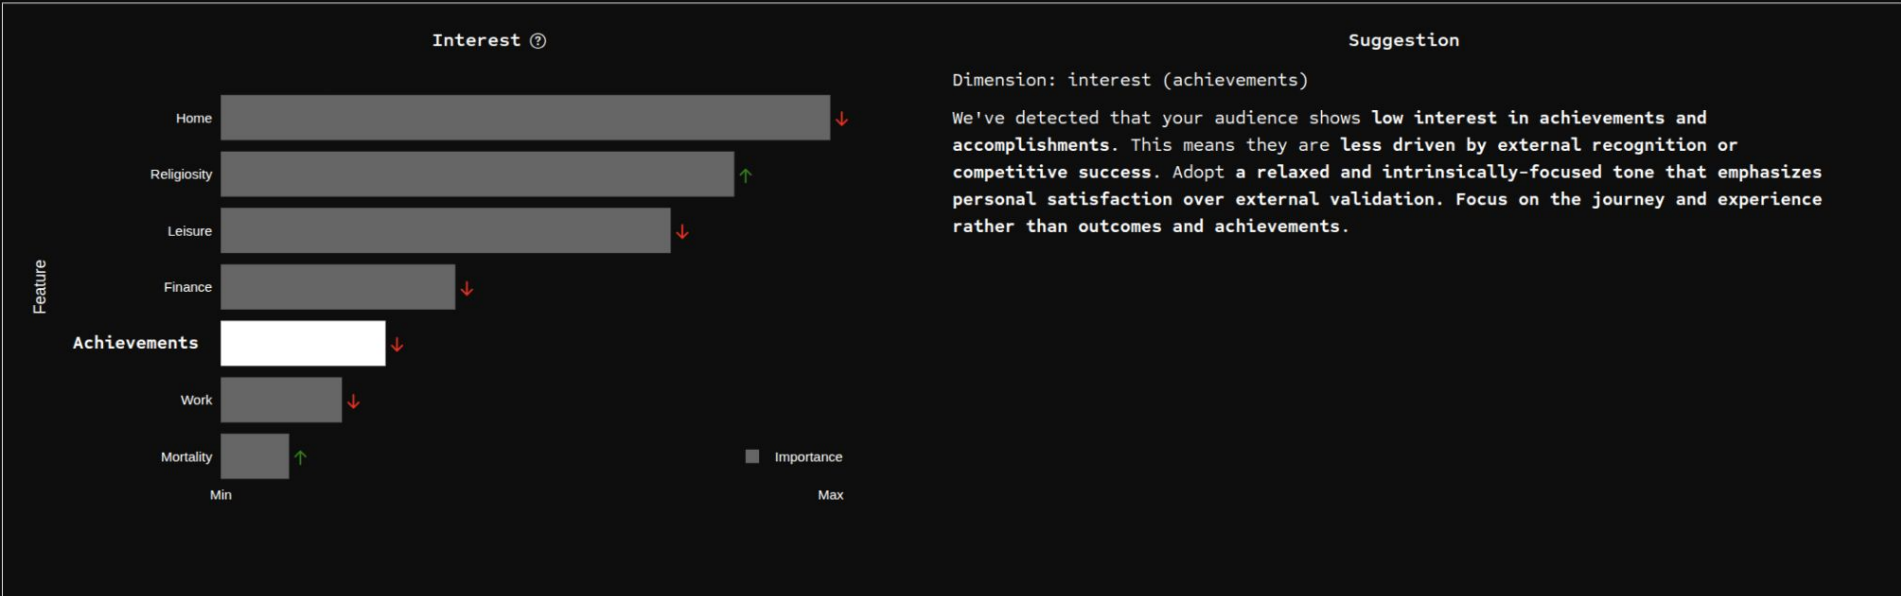 Interest ?
Home
Religiosity
Leisure
Finance
Achievements
Work
Mortality
Feature
Min
Max
Importance
Suggestion
Dimension: interest (achievements)
We've detected that your audience shows low interest in achievements and
accomplishments. This means they are less driven by external recognition or
competitive success. Adopt a relaxed and intrinsically-focused tone that emphasizes
personal satisfaction over external validation. Focus on the journey and experience
rather than outcomes and achievements.